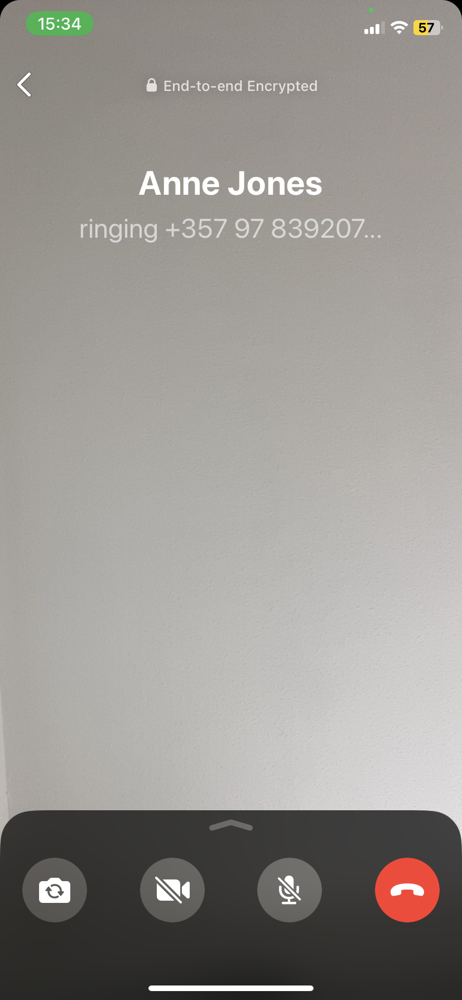 15:34
57
End-to-end Encrypted
Anne Jones
ringing +357 97 839207...